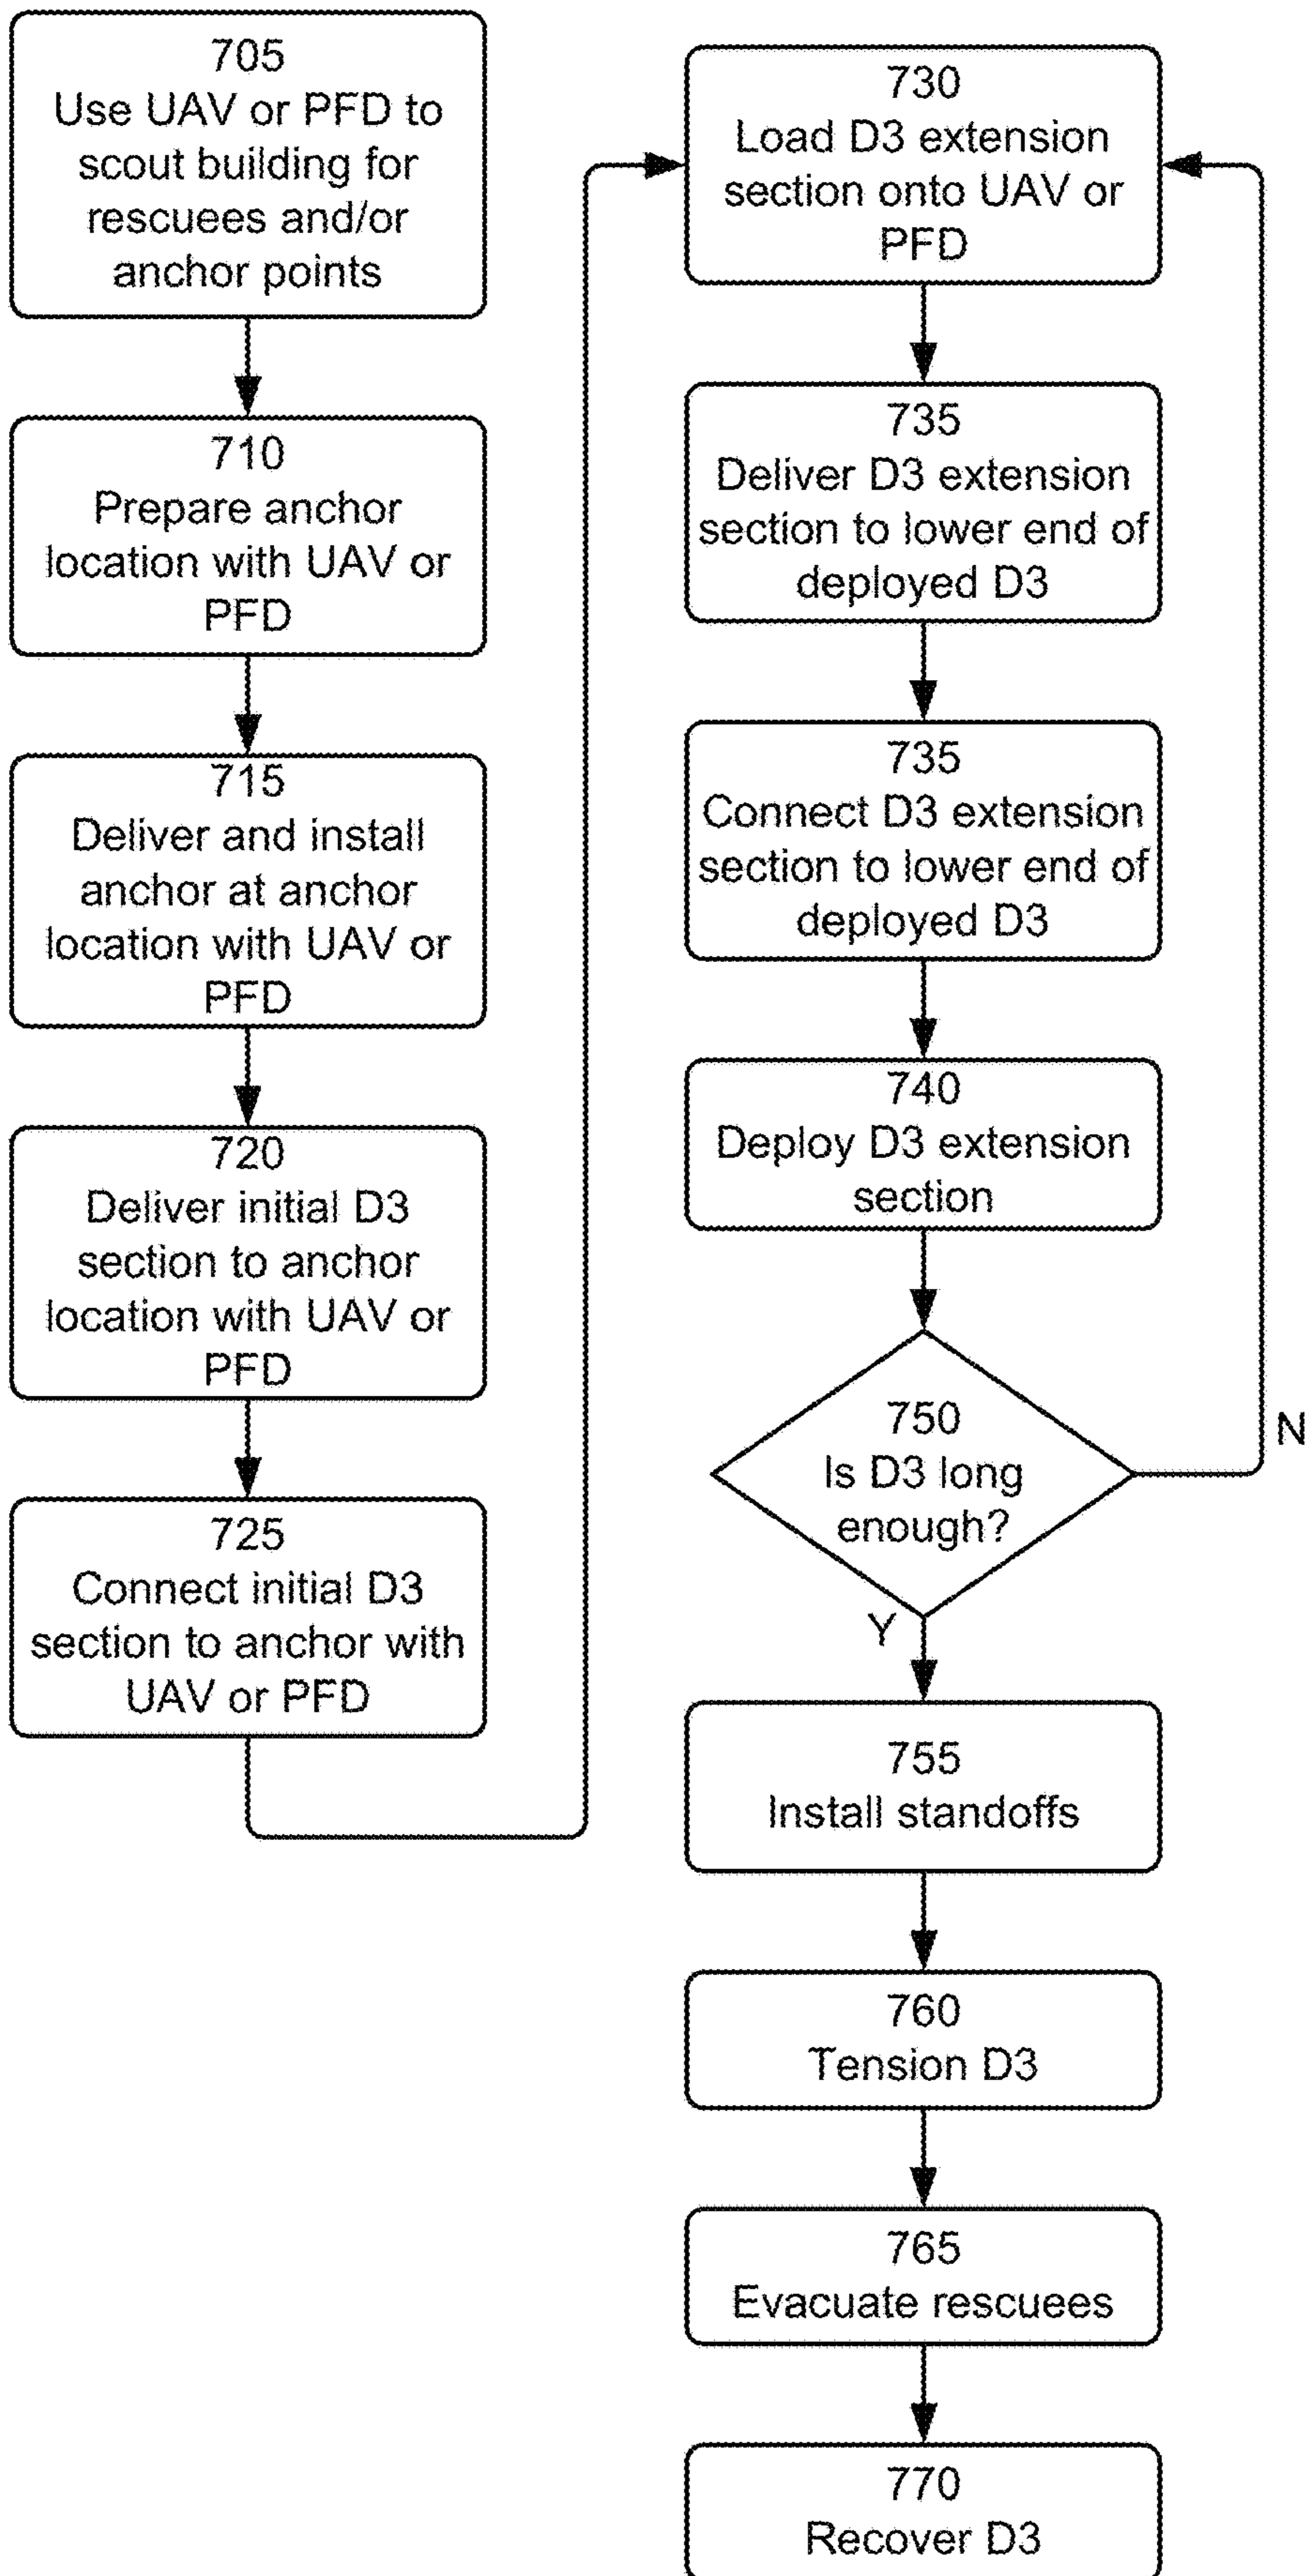 705
Use UAV or PFD to
scout building for
rescuees and/or
anchor points
710
Prepare anchor
location with UAV or
PFD
715
Deliver and install
anchor at anchor
location with UAV or
PFD
720
Deliver initial D3
section to anchor
location with UAV or
PFD
725
Connect initial D3
section to anchor with
UAV or PFD
730
Load D3 extension
section onto UAV or
PFD
735
Deliver D3 extension
section to lower end of
deployed D3
735
Connect D3 extension
section to lower end of
deployed D3
740
Deploy D3 extension
section
750
Is D3 long
enough?
N
Y
755
Install standoffs
760
Tension D3
765
Evacuate rescuees
770
Recover D3